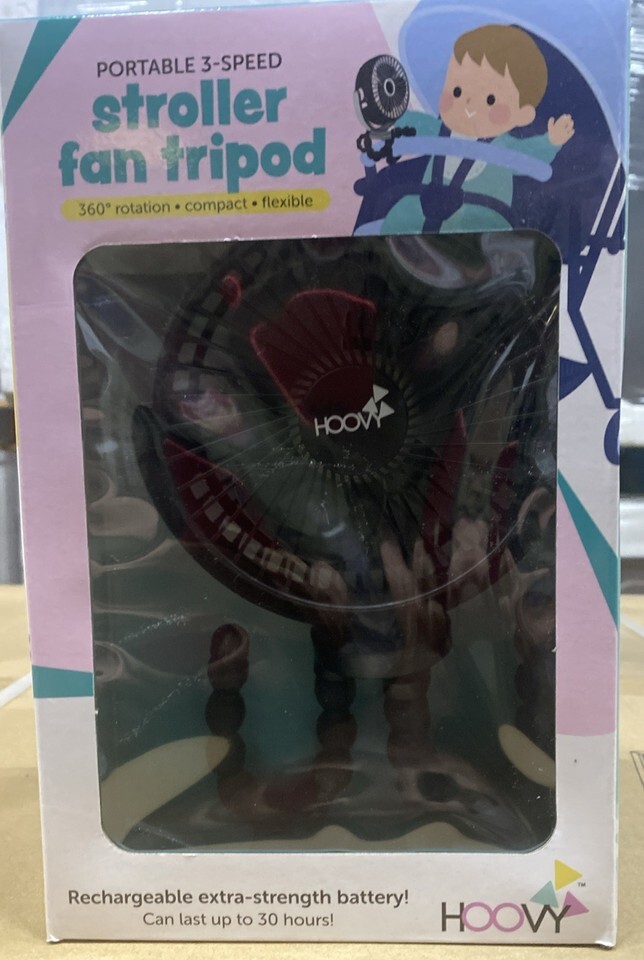 PORTABLE 3-SPEED
stroller
fan tripod
360° rotation • compact • flexible
HOOVY
Rechargeable extra-strength battery!
Can last up to 30 hours!
HOOVY™